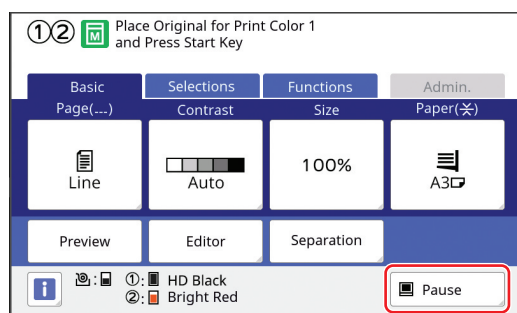 ①② M Place Original for Print Color 1
and Press Start Key
Basic Selections Functions Admin.
Page(---) Contrast Size Paper(⚹)
Line Auto 100% A3
Preview Editor Separation
i : ①: HD Black
②: Bright Red
Pause